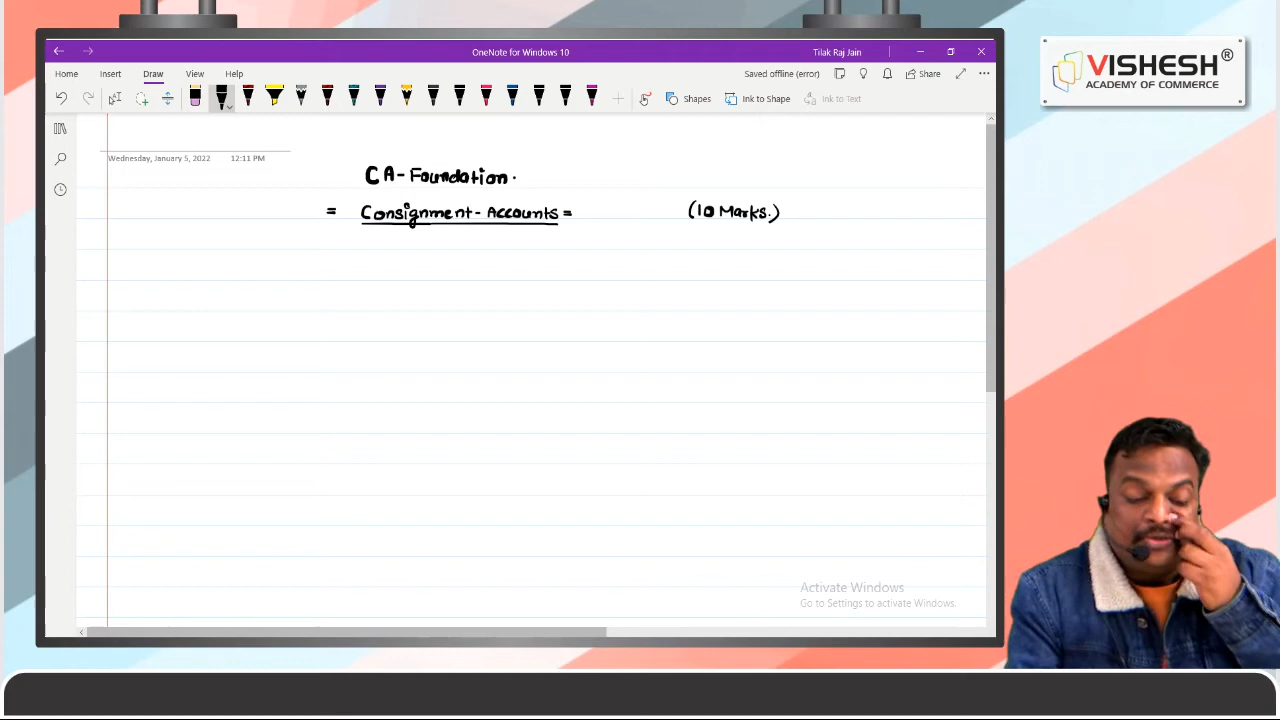 OneNote for Windows 10
Tilak Raj Jain
Home Insert Draw View Help
Saved offline (error)
Share
Shapes
Ink to Shape
Ink to Text
VISHESH®
ACADEMY OF COMMERCE
Wednesday, January 5, 2022 12:11 PM
CA-Foundation.
= Consignment-Accounts = (10 Marks.)
Activate Windows
Go to Settings to activate Windows.